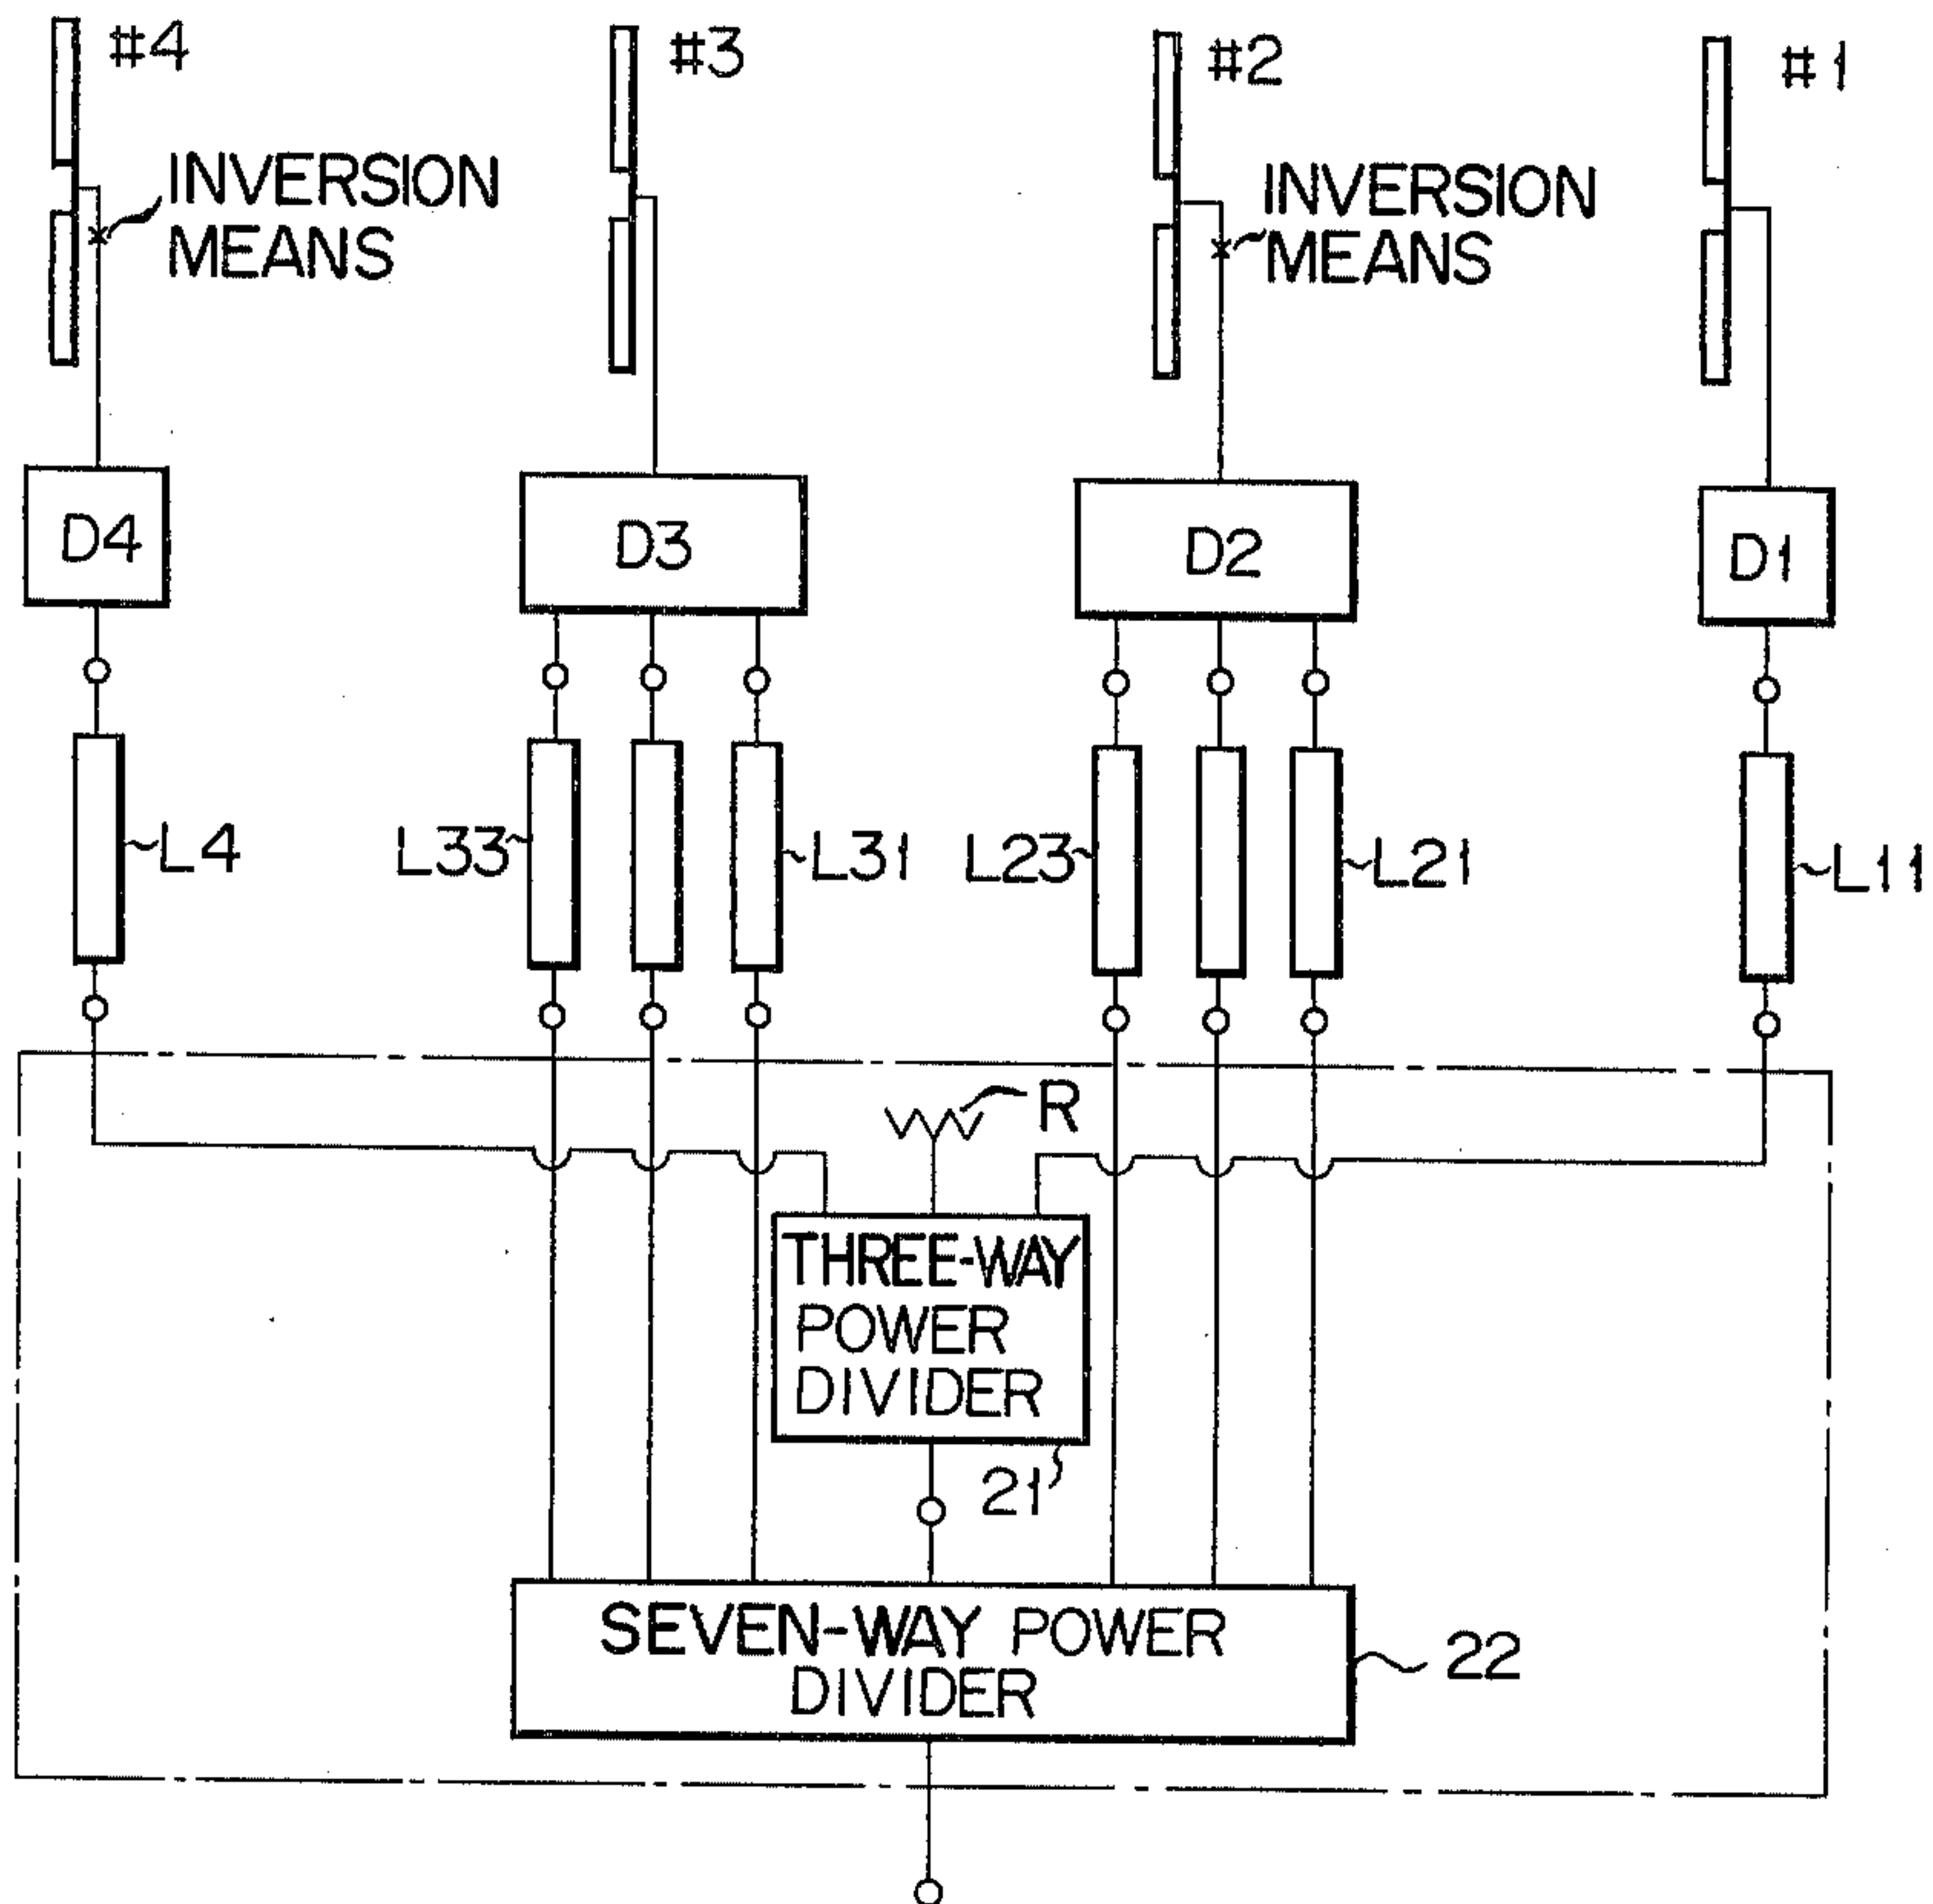 #4
#3
#2
#1
INVERSION
MEANS
INVERSION
MEANS
D4
D3
D2
D1
L4
L33
L31
L23
L21
L11
R
THREE-WAY
POWER
DIVIDER
21
SEVEN-WAY POWER
DIVIDER
22